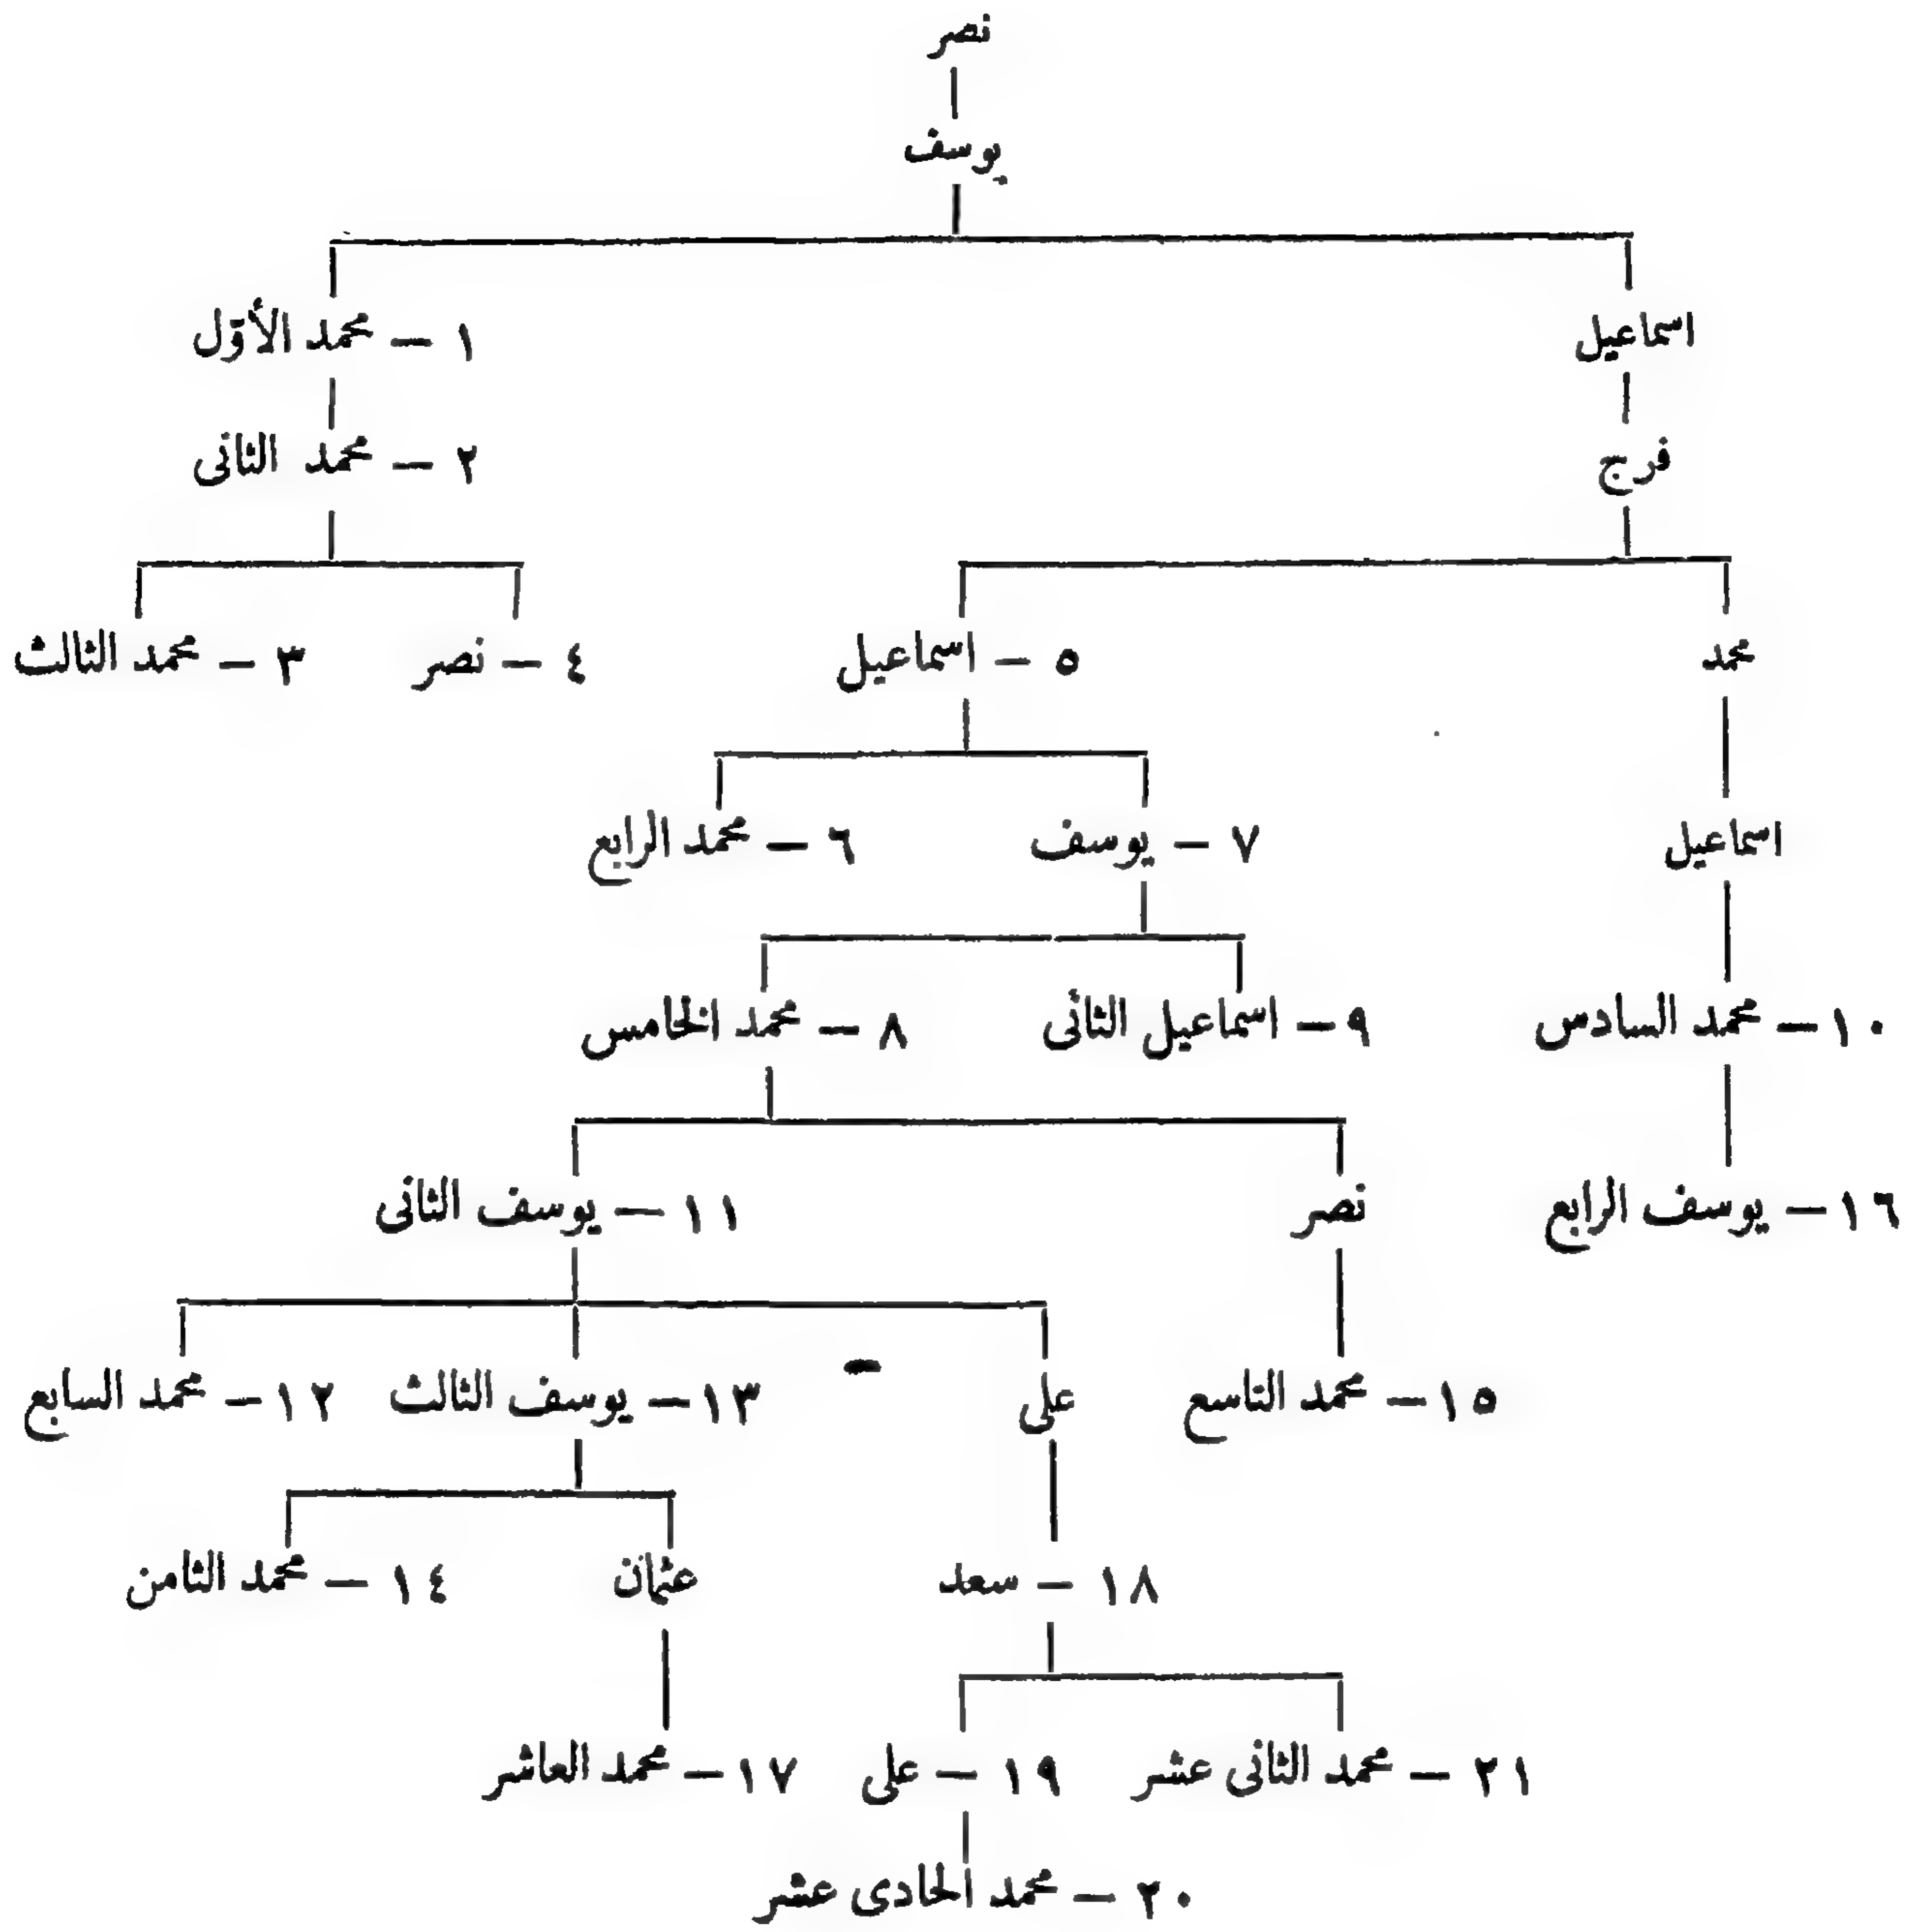 نصر
يوسف
اسماعيل
١ – محمد الأوّل
فرج
٢ – محمد الثانى
محمد
٥ – اسماعيل
٤ – نصر
٣ – محمد الثالث
اسماعيل
٧ – يوسف
٦ – محمد الرابع
١٠ – محمد السادس
٩ – اسماعيل الثانى
٨ – محمد الخامس
١٦ – يوسف الرابع
نصر
١١ – يوسف الثانى
١٥ – محمد التاسع
على
١٣ – يوسف الثالث
١٢ – محمد السابع
١٨ – سعد
عثمان
١٤ – محمد الثامن
٢١ – محمد الثانى عشر
١٩ – على
١٧ – محمد العاشر
٢٠ – محمد الحادى عشر